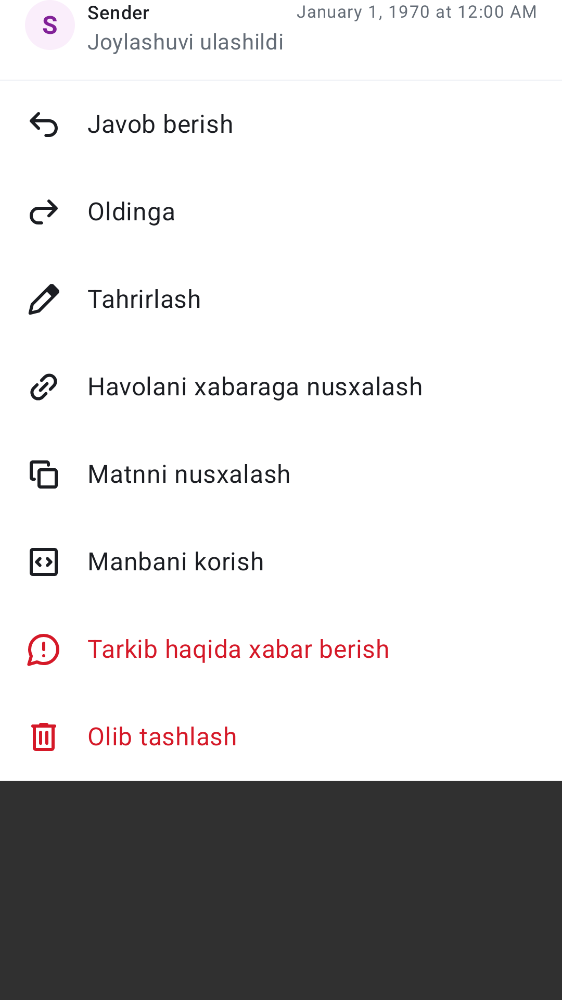 S
Sender
January 1, 1970 at 12:00 AM
Joylashuvi ulashildi
Javob berish
Oldinga
Tahrirlash
Havolani xabaraga nusxalash
Matnni nusxalash
Manbani korish
Tarkib haqida xabar berish
Olib tashlash